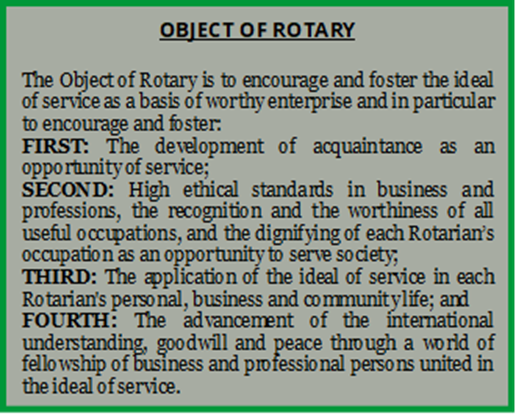 OBJECT OF ROTARY
The Object of Rotary is to encourage and foster the ideal
of service as a basis of worthy enterprise and in particular
to encourage and foster:
FIRST: The development of acquaintance as an
opportunity of service;
SECOND: High ethical standards in business and
professions, the recognition and the worthiness of all
useful occupations, and the dignifying of each Rotarian's
occupation as an opportunity to serve society;
THIRD: The application of the ideal of service in each
Rotarian's personal, business and community life; and
FOURTH: The advancement of the international
understanding, goodwill and peace through a world of
fellowship of business and professional persons united in
the ideal of service.